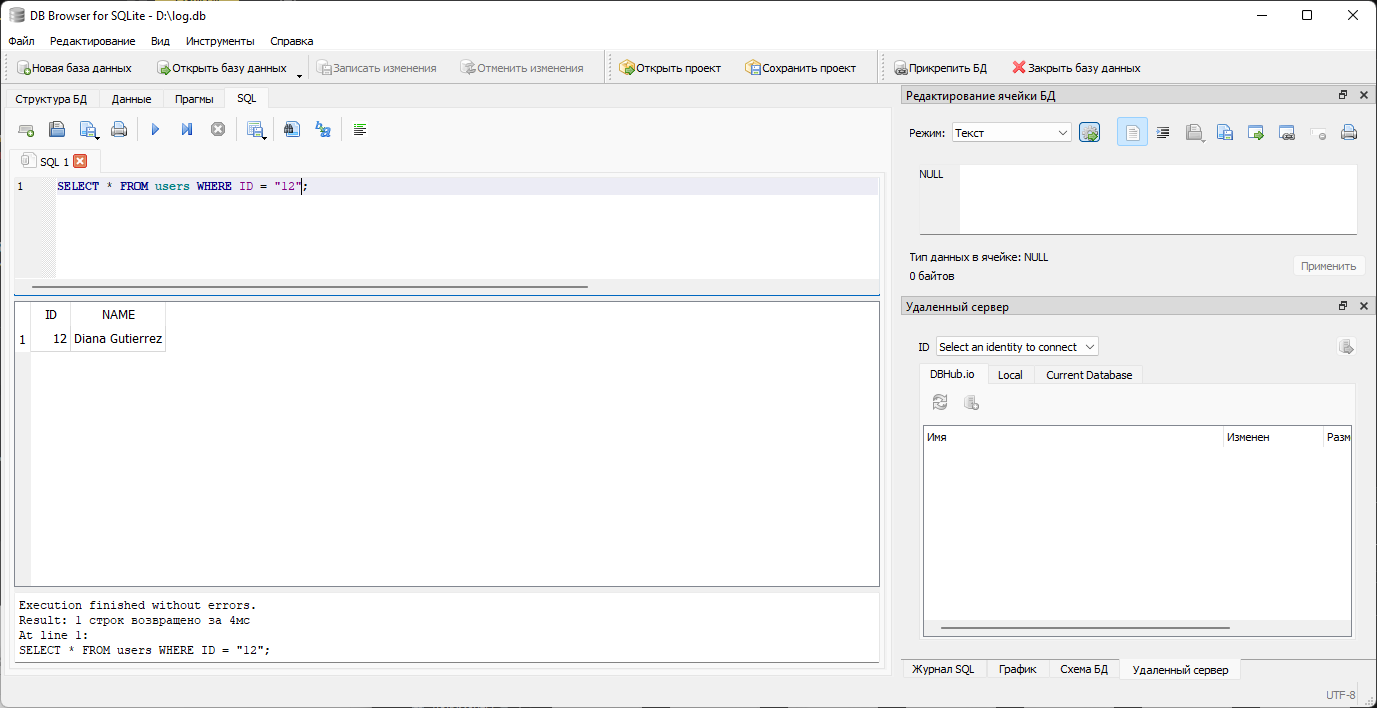 DB Browser for SQLite - D:\log.db
Файл Редактирование Вид Инструменты Справка
Новая база данных Открыть базу данных Записать изменения Отменить изменения Открыть проект Сохранить проект Прикрепить БД Закрыть базу данных
Структура БД Данные Прагмы SQL
SQL 1
1 SELECT * FROM users WHERE ID = "12";
ID NAME
1 12 Diana Gutierrez
Execution finished without errors.
Result: 1 строк возвращено за 4мс
At line 1:
SELECT * FROM users WHERE ID = "12";
Редактирование ячейки БД
Режим: Текст
NULL
Тип данных в ячейке: NULL
0 байтов
Применить
Удаленный сервер
ID Select an identity to connect
DBHub.io Local Current Database
Имя Изменен Разм
Журнал SQL График Схема БД Удаленный сервер
UTF-8